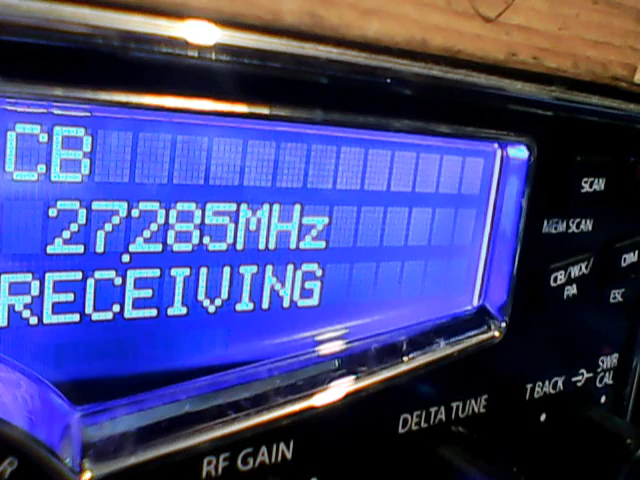 CB
27.285MHz
RECEIVING
SCAN
MEM SCAN
CB/WX/
PA
DIM
ESC
SWR
CAL
T BACK
DELTA TUNE
RF GAIN